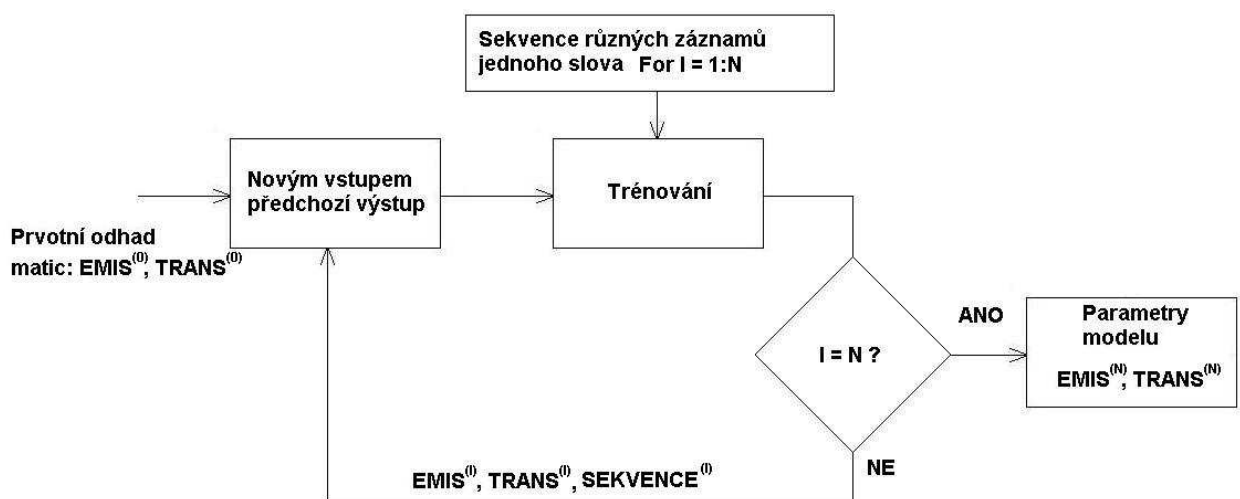 Sekvence různých záznamů
jednoho slova For I = 1:N
Novým vstupem
předchozí výstup
Trénování
Prvotní odhad
matic: EMIS(0), TRANS(0)
I = N ?
ANO
Parametry
modelu
EMIS(N), TRANS(N)
NE
EMIS(I), TRANS(I), SEKVENCE(I)